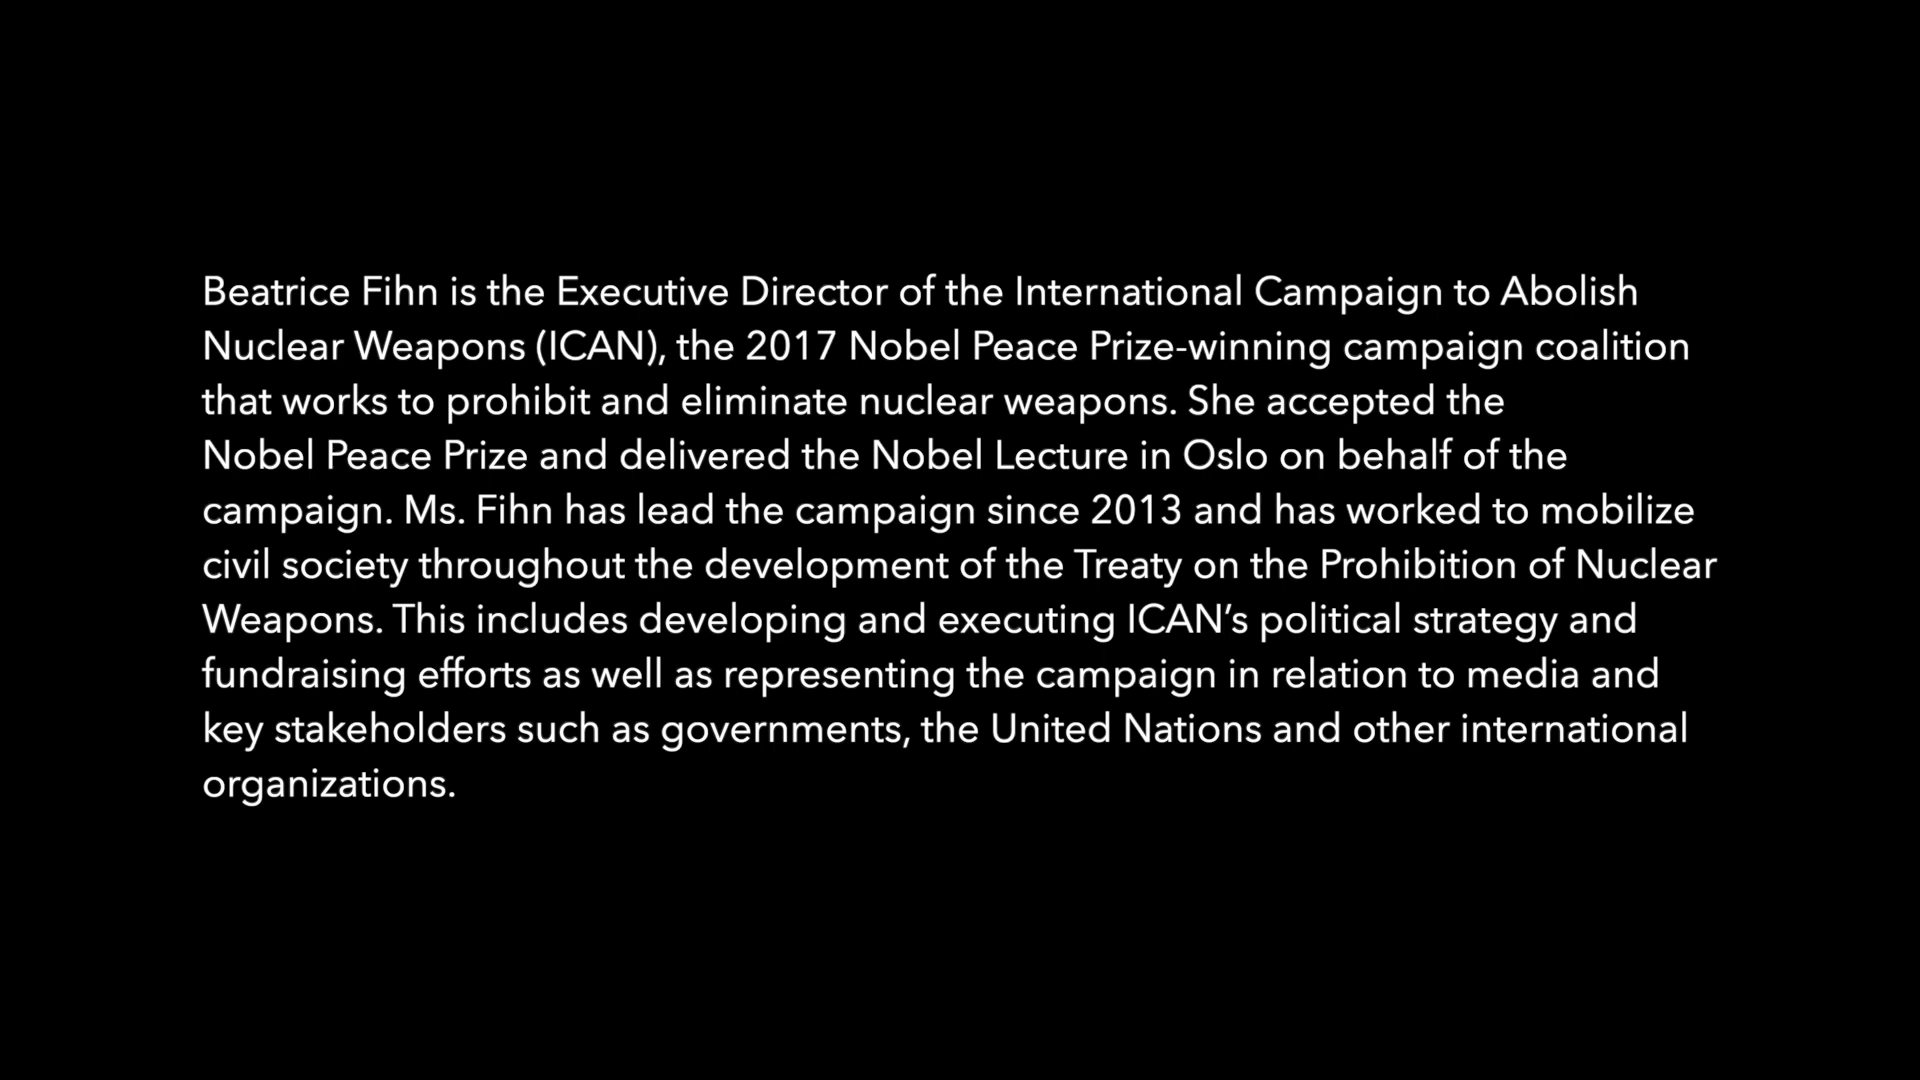 Beatrice Fihn is the Executive Director of the International Campaign to Abolish
Nuclear Weapons (ICAN), the 2017 Nobel Peace Prize-winning campaign coalition
that works to prohibit and eliminate nuclear weapons. She accepted the
Nobel Peace Prize and delivered the Nobel Lecture in Oslo on behalf of the
campaign. Ms. Fihn has lead the campaign since 2013 and has worked to mobilize
civil society throughout the development of the Treaty on the Prohibition of Nuclear
Weapons. This includes developing and executing ICAN’s political strategy and
fundraising efforts as well as representing the campaign in relation to media and
key stakeholders such as governments, the United Nations and other international
organizations.